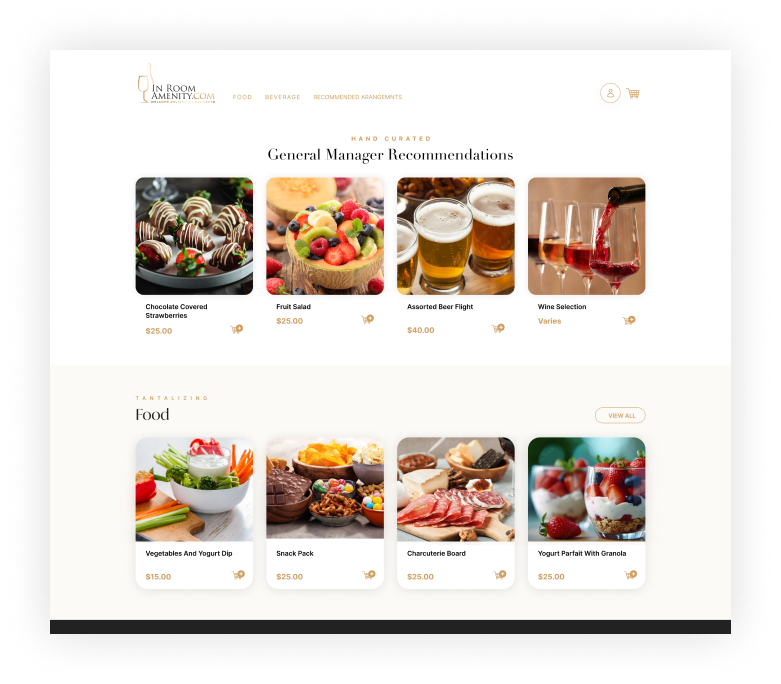 IN ROOM
AMENITY.COM
FOOD BEVERAGE RECOMMENDED ARANGEMNTS
HAND CURATED
General Manager Recommendations
Chocolate Covered
Strawberries
$25.00
Fruit Salad
$25.00
Assorted Beer Flight
$40.00
Wine Selection
Varies
TANTALIZING
Food
VIEW ALL
Vegetables And Yogurt Dip
$15.00
Snack Pack
$25.00
Charcuterie Board
$25.00
Yogurt Parfait With Granola
$25.00